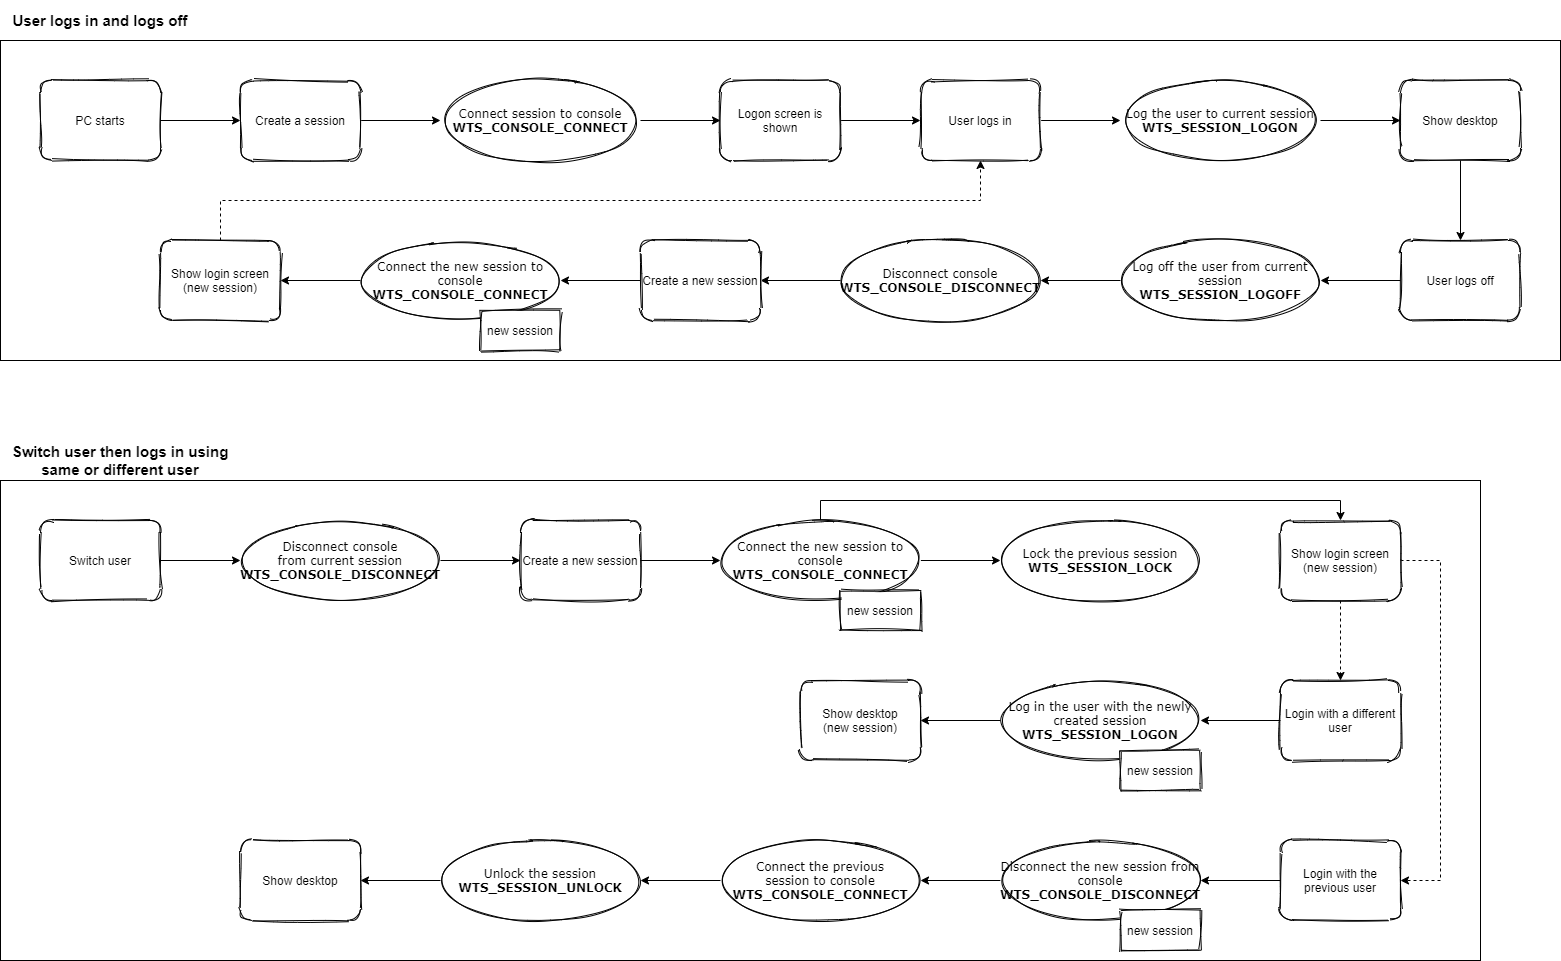 User logs in and logs off
PC starts
Create a session
Connect session to console
WTS_CONSOLE_CONNECT
Logon screen is
shown
User logs in
Log the user to current session
WTS_SESSION_LOGON
Show desktop
Show login screen
(new session)
Connect the new session to
console
WTS_CONSOLE_CONNECT
new session
Create a new session
Disconnect console
WTS_CONSOLE_DISCONNECT
Log off the user from current
session
WTS_SESSION_LOGOFF
User logs off
Switch user then logs in using
same or different user
Switch user
Disconnect console
from current session
WTS_CONSOLE_DISCONNECT
Create a new session
Connect the new session to
console
WTS_CONSOLE_CONNECT
new session
Lock the previous session
WTS_SESSION_LOCK
Show login screen
(new session)
Show desktop
(new session)
Log in the user with the newly
created session
WTS_SESSION_LOGON
new session
Login with a different
user
Show desktop
Unlock the session
WTS_SESSION_UNLOCK
Connect the previous
session to console
WTS_CONSOLE_CONNECT
Disconnect the new session from
console
WTS_CONSOLE_DISCONNECT
new session
Login with the
previous user